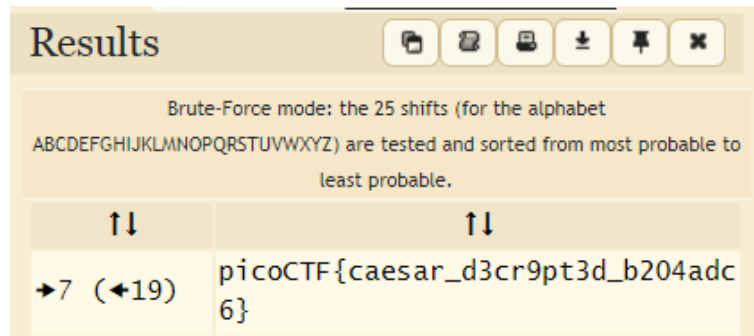 Results
Brute-Force mode: the 25 shifts (for the alphabet
ABCDEFGHIJKLMNOPQRSTUVWXYZ) are tested and sorted from most probable to
least probable.
↑↓ ↑↓
➜7 (🡸19) picoCTF{caesar_d3cr9pt3d_b204adc
6}